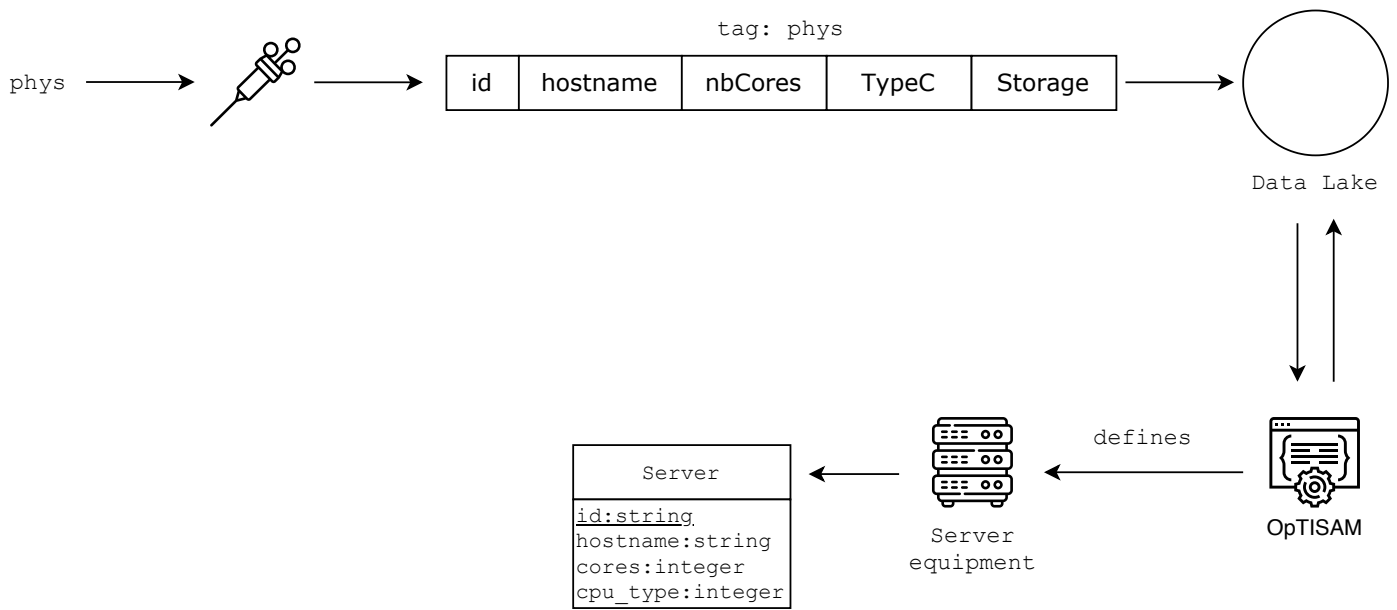 tag: phys
phys
id hostname nbCores TypeC Storage
Data Lake
defines
Server
id:string
hostname:string
cores:integer
cpu_type:integer
Server
equipment
OpTISAM